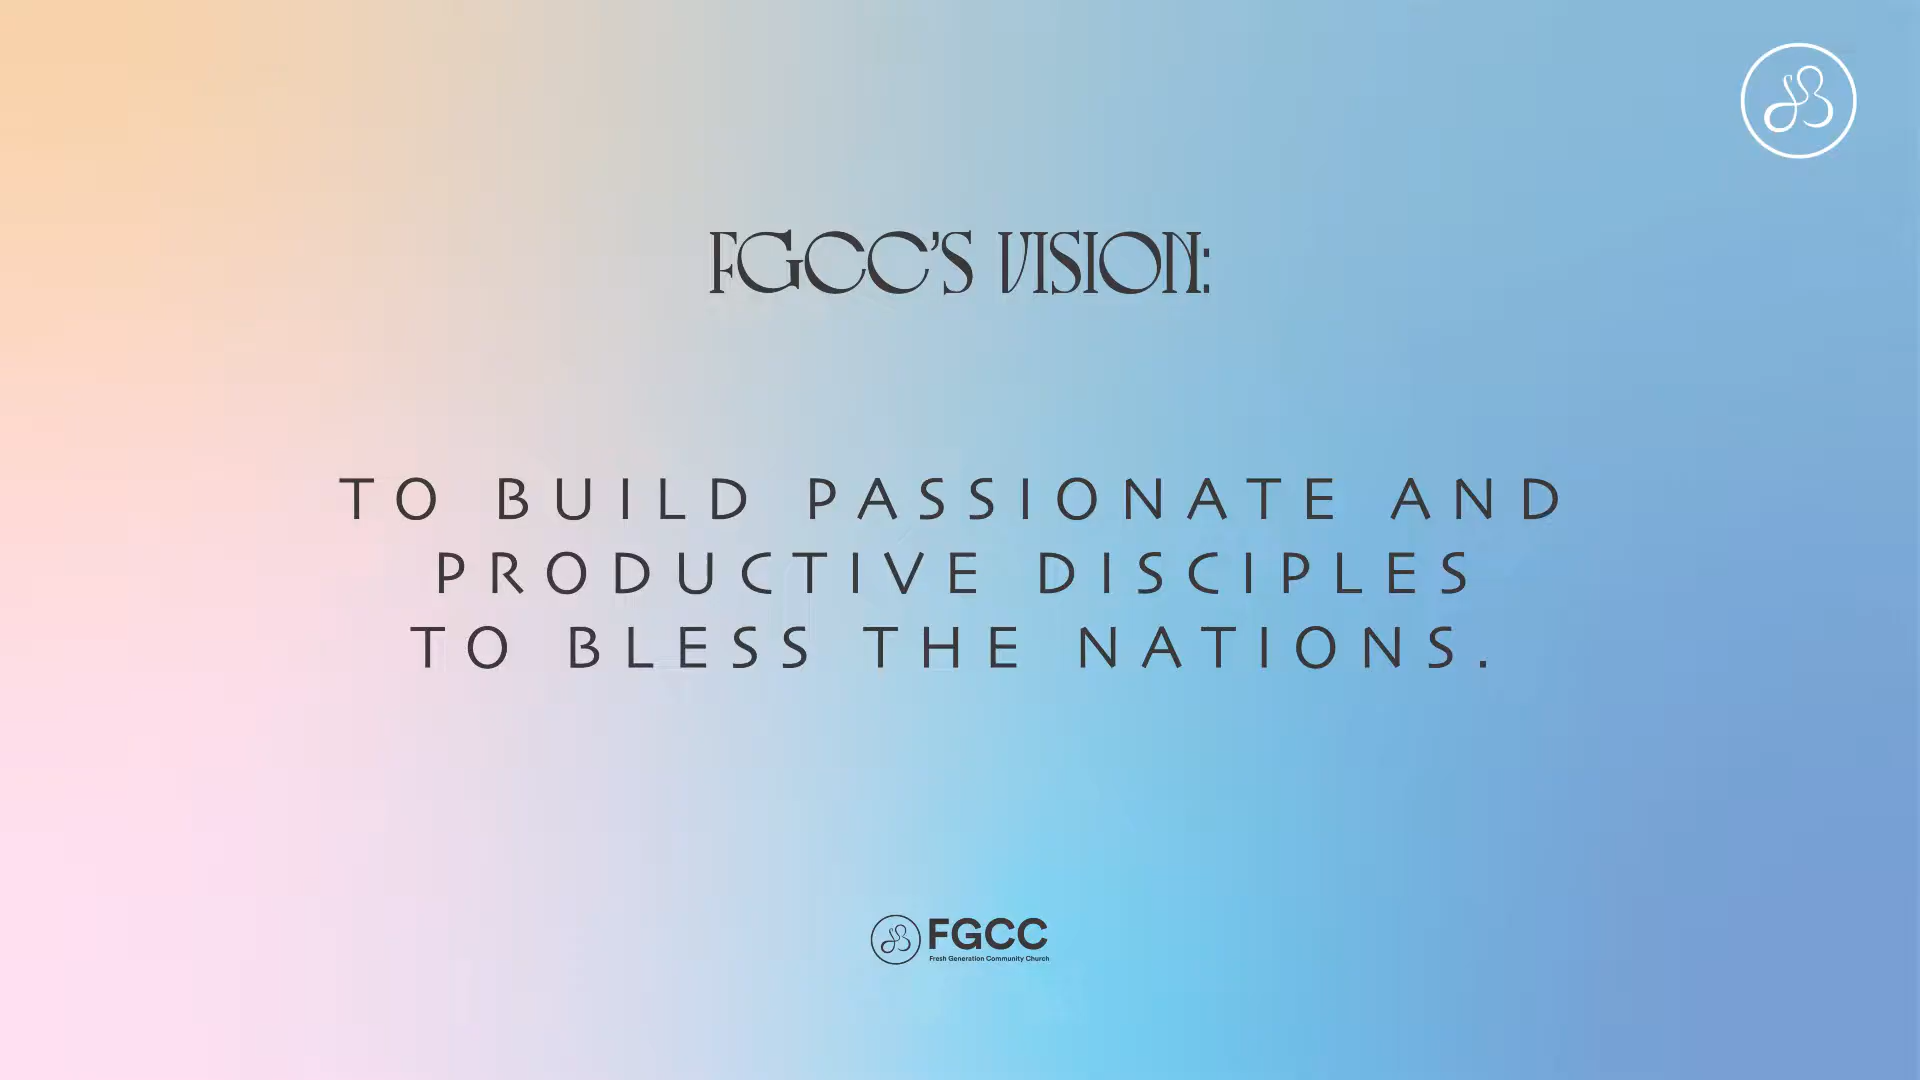 FGCC'S VISION:
TO BUILD PASSIONATE AND
PRODUCTIVE DISCIPLES
TO BLESS THE NATIONS.
FGCC
Fresh Generation Community Church